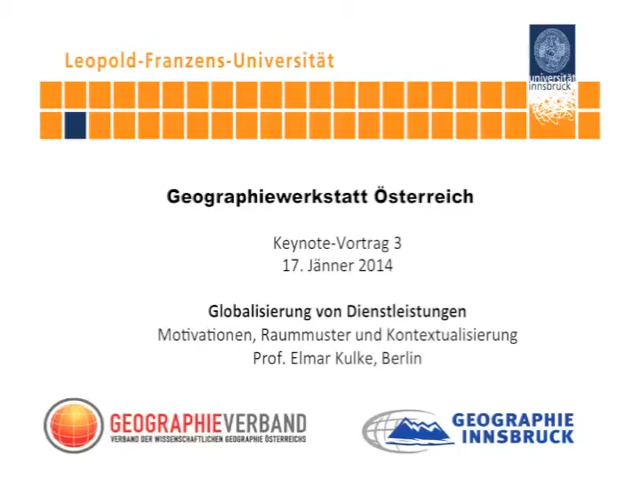 Leopold-Franzens-Universität
universität
innsbruck
Geographiewerkstatt Österreich
Keynote-Vortrag 3
17. Jänner 2014
Globalisierung von Dienstleistungen
Motivationen, Raummuster und Kontextualisierung
Prof. Elmar Kulke, Berlin
GEOGRAPHIEVERBAND
VERBAND DER WISSENSCHAFTLICHEN GEOGRAPHIE ÖSTERREICHS
GEOGRAPHIE
INNSBRUCK